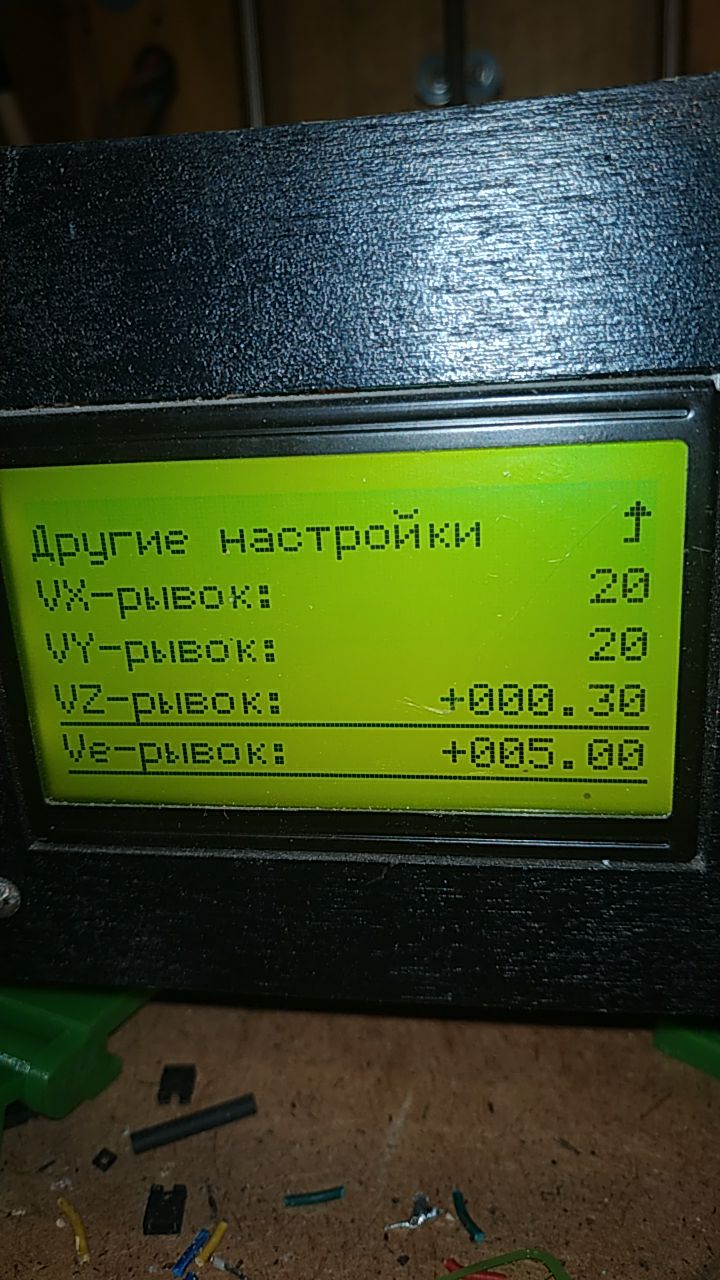 Другие настройки
VX-рывок: 20
VY-рывок: 20
VZ-рывок: +000.30
Ve-рывок: +005.00